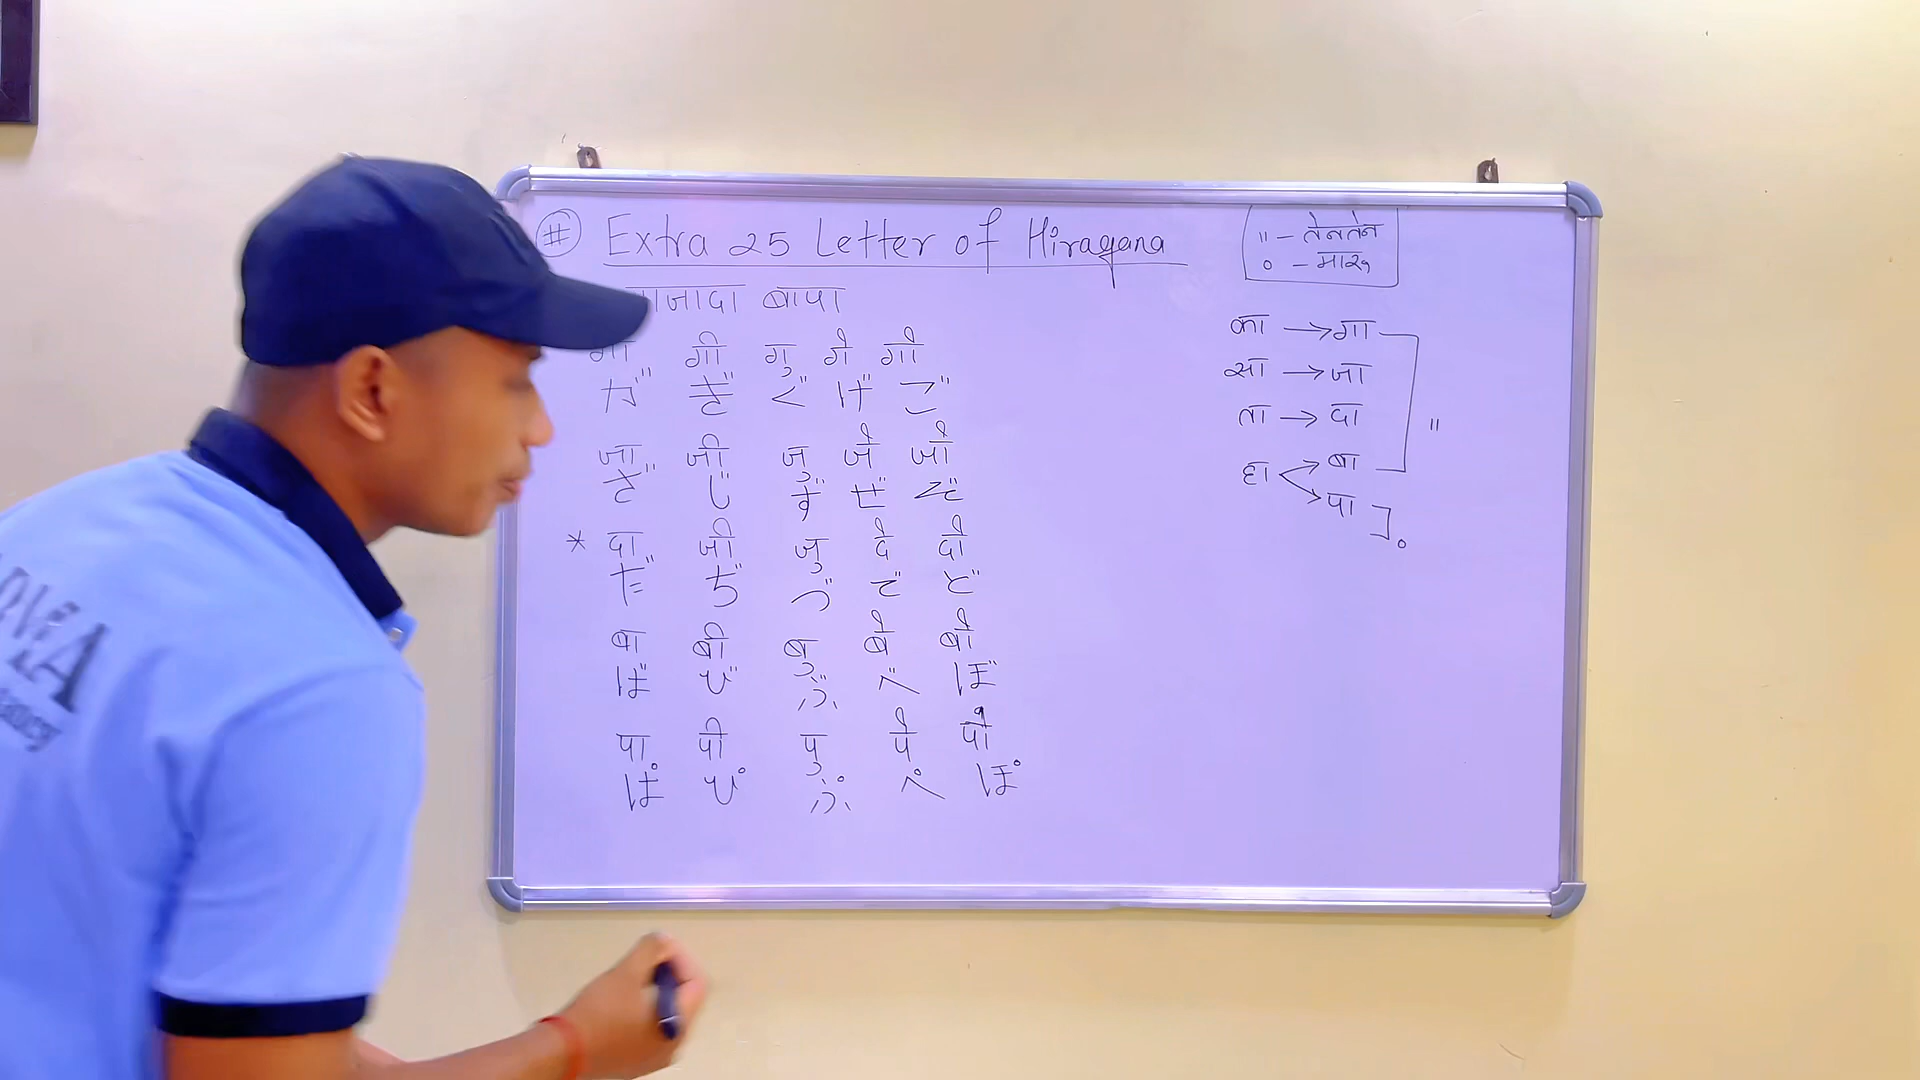 # Extra 25 Letter of Hiragana
गाजादा बापा
गा गी गु गे गो
が ぎ ぐ げ ご
जा जी जु जे जो
ざ じ ず ぜ ぞ
* दा जी जु दे दो
だ ぢ づ で ど
बा बी बु बे बो
ば び ぶ べ ぼ
पा पी पु पे पो
ぱ ぴ ぷ ぺ ぽ
" - तेनतेन
o - मारु
का → गा
सा → जा
ता → दा
"
हा → बा
→ पा ] o